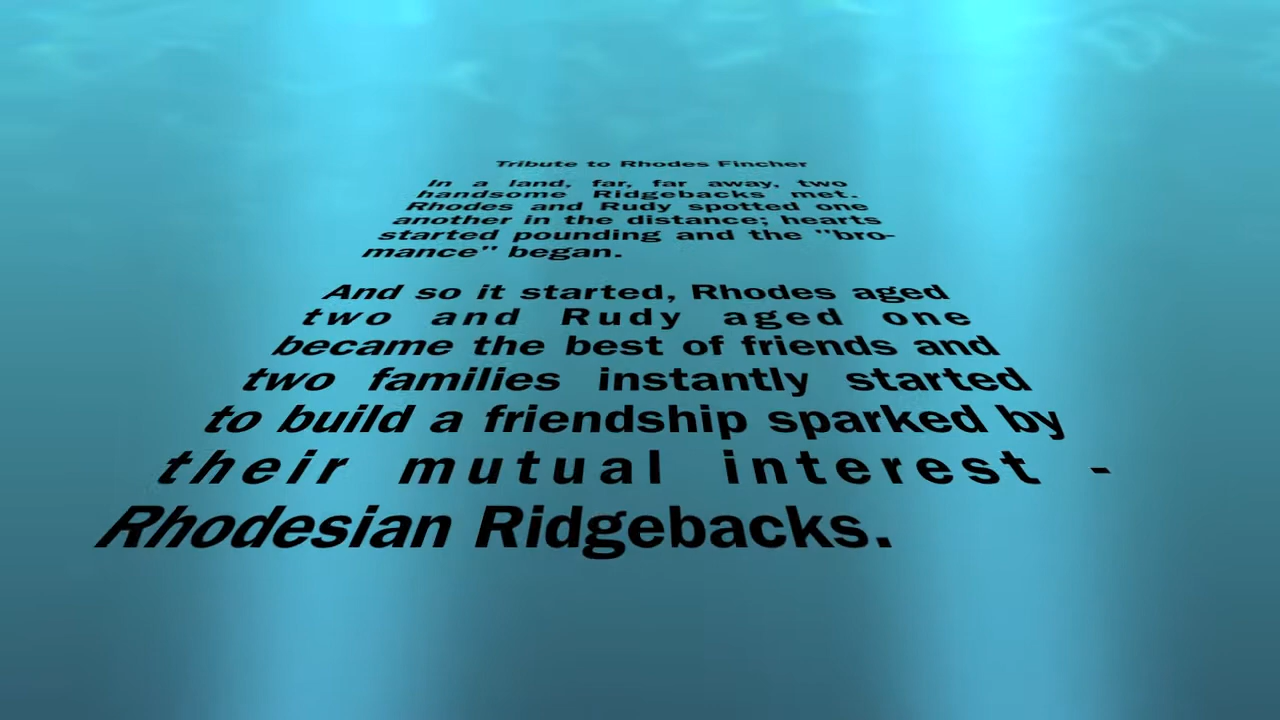 Tribute to Rhodes Fincher
In a land, far, far away, two
handsome Ridgebacks met.
Rhodes and Rudy spotted one
another in the distance; hearts
started pounding and the "bro-
mance" began.
And so it started, Rhodes aged
two and Rudy aged one
became the best of friends and
two families instantly started
to build a friendship sparked by
their mutual interest -
Rhodesian Ridgebacks.